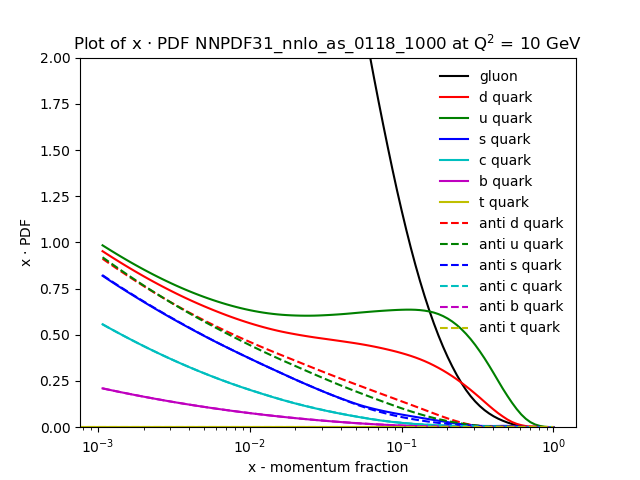 Plot of x · PDF NNPDF31_nnlo_as_0118_1000 at Q² = 10 GeV
2.00
1.75
1.50
1.25
1.00
0.75
0.50
0.25
0.00
x · PDF
gluon
d quark
u quark
s quark
c quark
b quark
t quark
anti d quark
anti u quark
anti s quark
anti c quark
anti b quark
anti t quark
10⁻³ 10⁻² 10⁻¹ 10⁰
x - momentum fraction